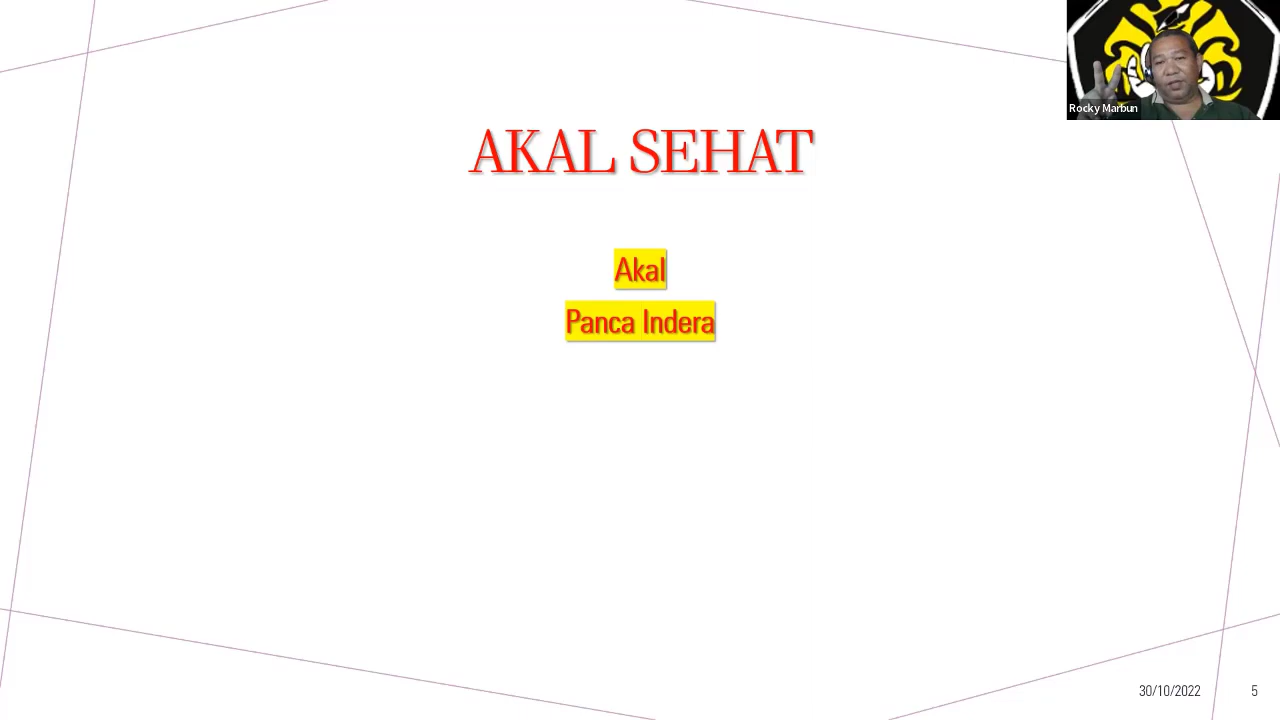 Rocky Marbun
AKAL SEHAT
Akal
Panca Indera
30/10/2022
5